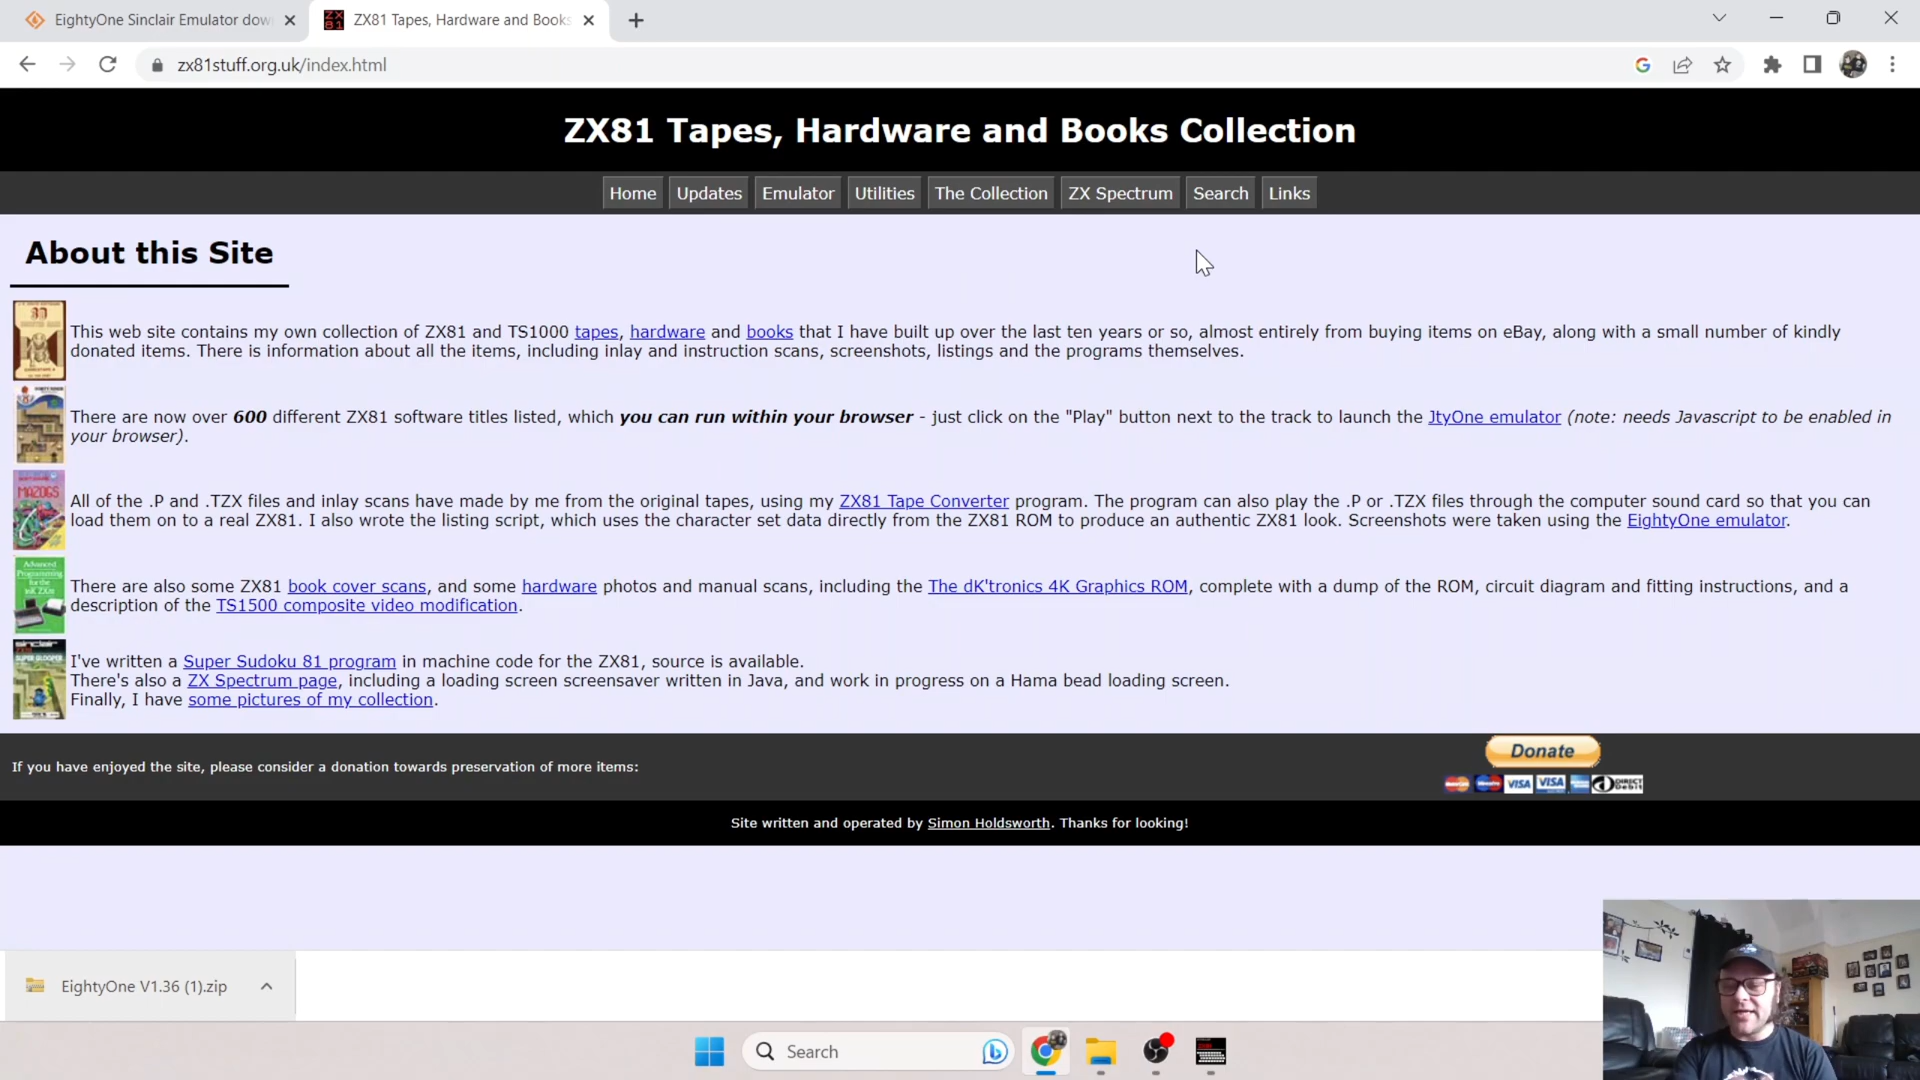 EightyOne Sinclair Emulator dow
ZX81 Tapes, Hardware and Books
zx81stuff.org.uk/index.html
ZX81 Tapes, Hardware and Books Collection
Home Updates Emulator Utilities The Collection ZX Spectrum Search Links
About this Site
This web site contains my own collection of ZX81 and TS1000 tapes, hardware and books that I have built up over the last ten years or so, almost entirely from buying items on eBay, along with a small number of kindly
donated items. There is information about all the items, including inlay and instruction scans, screenshots, listings and the programs themselves.
There are now over 600 different ZX81 software titles listed, which you can run within your browser - just click on the "Play" button next to the track to launch the JtyOne emulator (note: needs Javascript to be enabled in
your browser).
MAZOGS
All of the .P and .TZX files and inlay scans have made by me from the original tapes, using my ZX81 Tape Converter program. The program can also play the .P or .TZX files through the computer sound card so that you can
load them on to a real ZX81. I also wrote the listing script, which uses the character set data directly from the ZX81 ROM to produce an authentic ZX81 look. Screenshots were taken using the EightyOne emulator.
Advanced
Programming
for the
There are also some ZX81 book cover scans, and some hardware photos and manual scans, including the The dK'tronics 4K Graphics ROM, complete with a dump of the ROM, circuit diagram and fitting instructions, and a
description of the TS1500 composite video modification.
I've written a Super Sudoku 81 program in machine code for the ZX81, source is available.
There's also a ZX Spectrum page, including a loading screen screensaver written in Java, and work in progress on a Hama bead loading screen.
Finally, I have some pictures of my collection.
If you have enjoyed the site, please consider a donation towards preservation of more items:
Donate
VISA VISA DIRECT Debit
Site written and operated by Simon Holdsworth. Thanks for looking!
EightyOne V1.36 (1).zip
Search